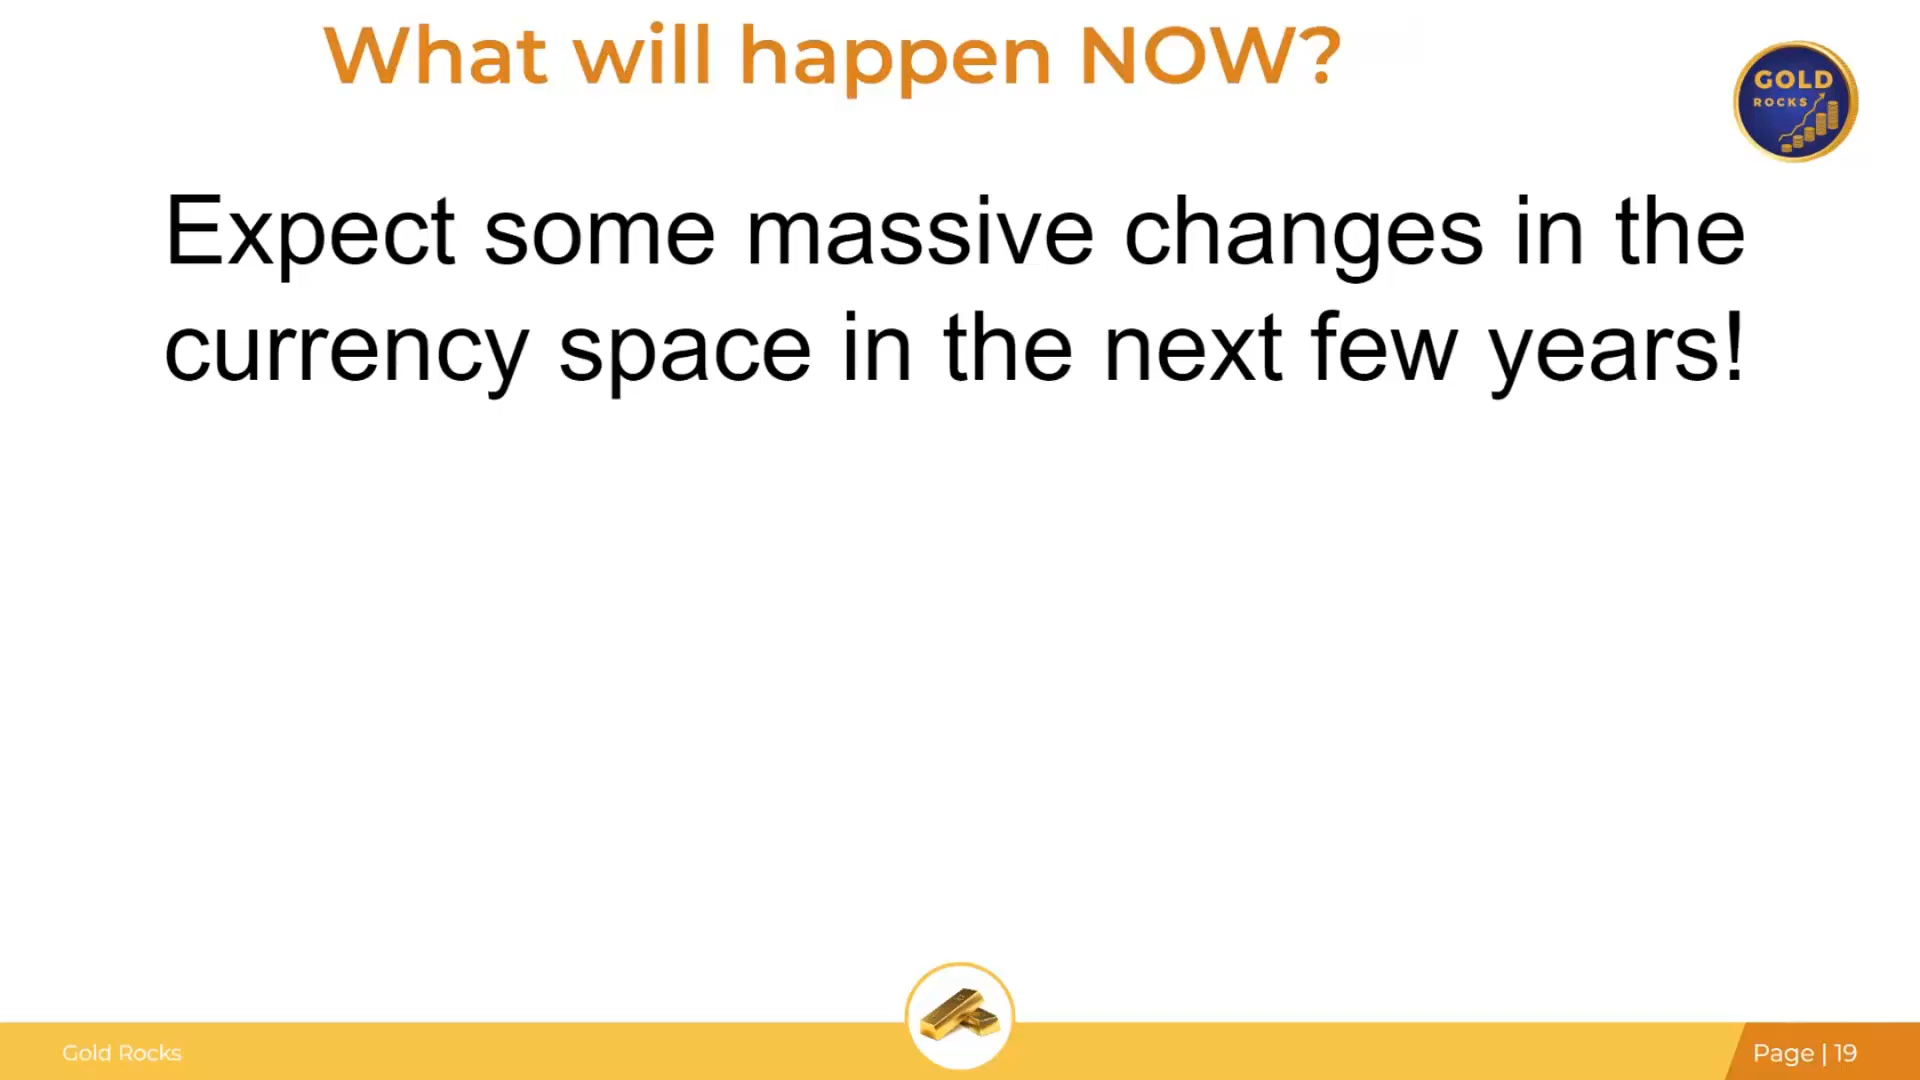 What will happen NOW?
GOLD
ROCKS
Expect some massive changes in the
currency space in the next few years!
Gold Rocks
Page | 19